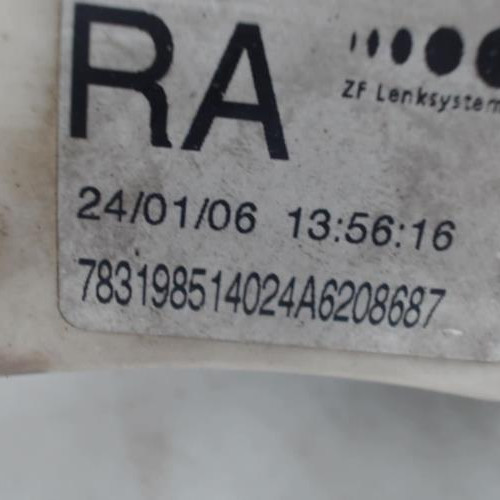 RA
ZF Lenksystem
24/01/06 13:56:16
783198514024A6208687